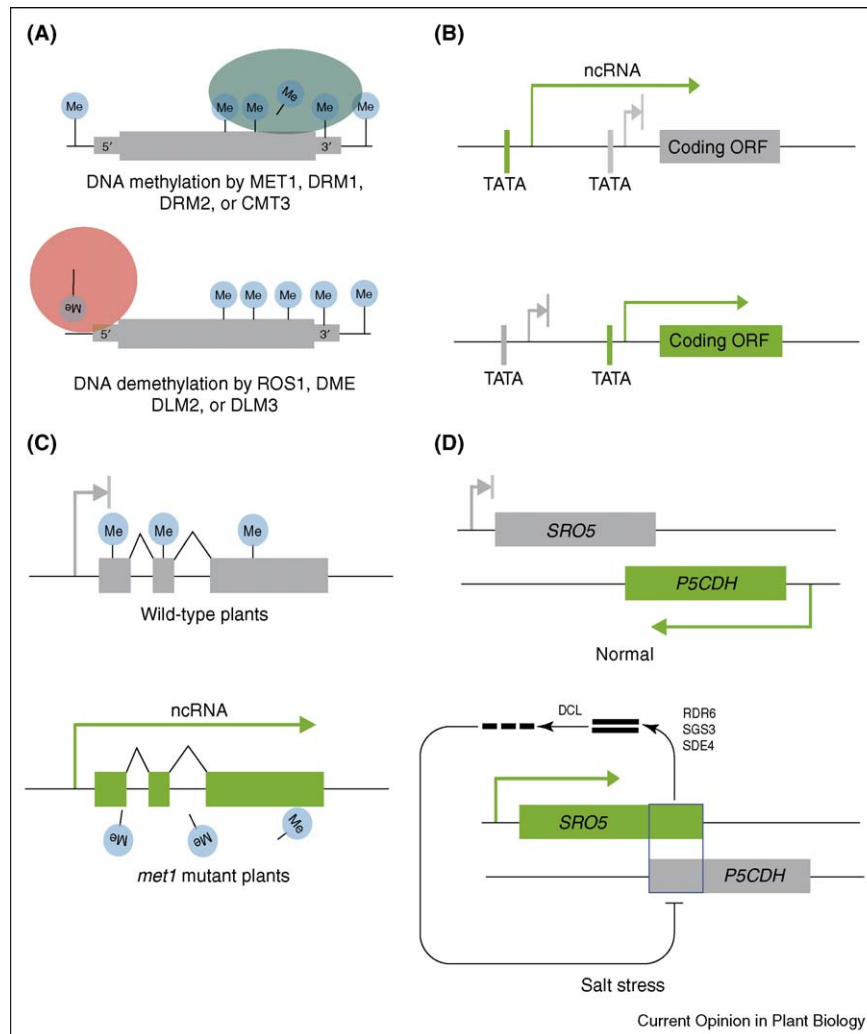 (A)
Me
Me
Me
Me
Me
Me
5′
3′
DNA methylation by MET1, DRM1,
DRM2, or CMT3
Me
Me
Me
Me
Me
Me
5′
3′
DNA demethylation by ROS1, DME
DLM2, or DLM3
(B)
ncRNA
Coding ORF
TATA
TATA
Coding ORF
TATA
TATA
(C)
Me
Me
Me
Wild-type plants
ncRNA
Me
Me
Me
met1 mutant plants
(D)
SRO5
P5CDH
Normal
DCL
RDR6
SGS3
SDE4
SRO5
P5CDH
Salt stress
Current Opinion in Plant Biology